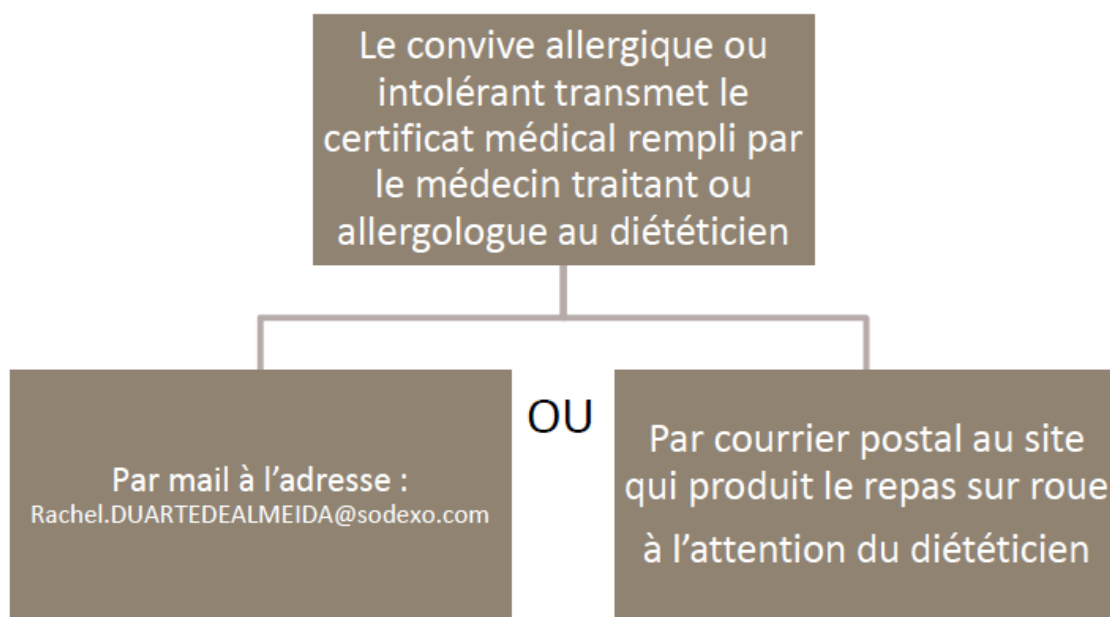 Le convive allergique ou
intolérant transmet le
certificat médical rempli par
le médecin traitant ou
allergologue au diététicien
Par mail à l’adresse :
Rachel.DUARTEDEALMEIDA@sodexo.com
OU
Par courrier postal au site
qui produit le repas sur roue
à l’attention du diététicien